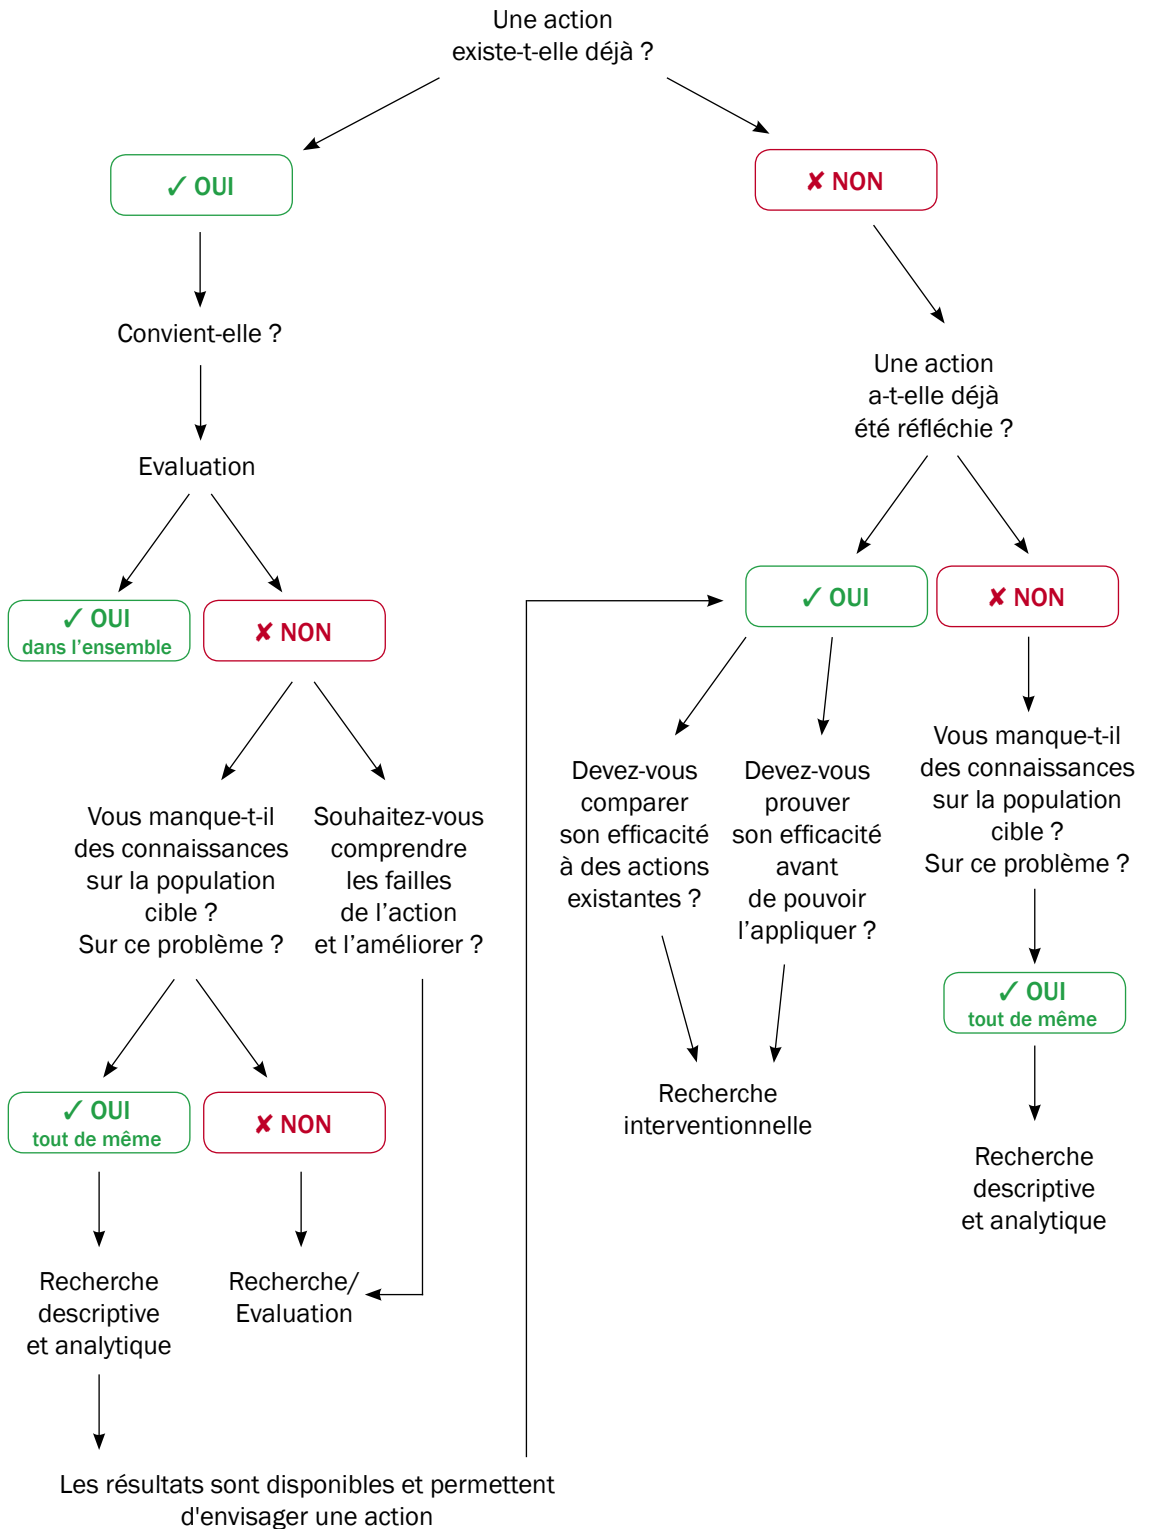 Une action
existe-t-elle déjà ?
✓ OUI
✘ NON
Convient-elle ?
Une action
a-t-elle déjà
été réfléchie ?
Evaluation
✓ OUI
dans l'ensemble
✘ NON
✓ OUI
✘ NON
Vous manque-t-il
des connaissances
sur la population
cible ?
Sur ce problème ?
Souhaitez-vous
comprendre
les failles
de l'action
et l'améliorer ?
Devez-vous
comparer
son efficacité
à des actions
existantes ?
Devez-vous
prouver
son efficacité
avant
de pouvoir
l'appliquer ?
Vous manque-t-il
des connaissances
sur la population
cible ?
Sur ce problème ?
✓ OUI
tout de même
✘ NON
Recherche
interventionnelle
✓ OUI
tout de même
Recherche
descriptive
et analytique
Recherche/
Evaluation
Recherche
descriptive
et analytique
Les résultats sont disponibles et permettent
d'envisager une action